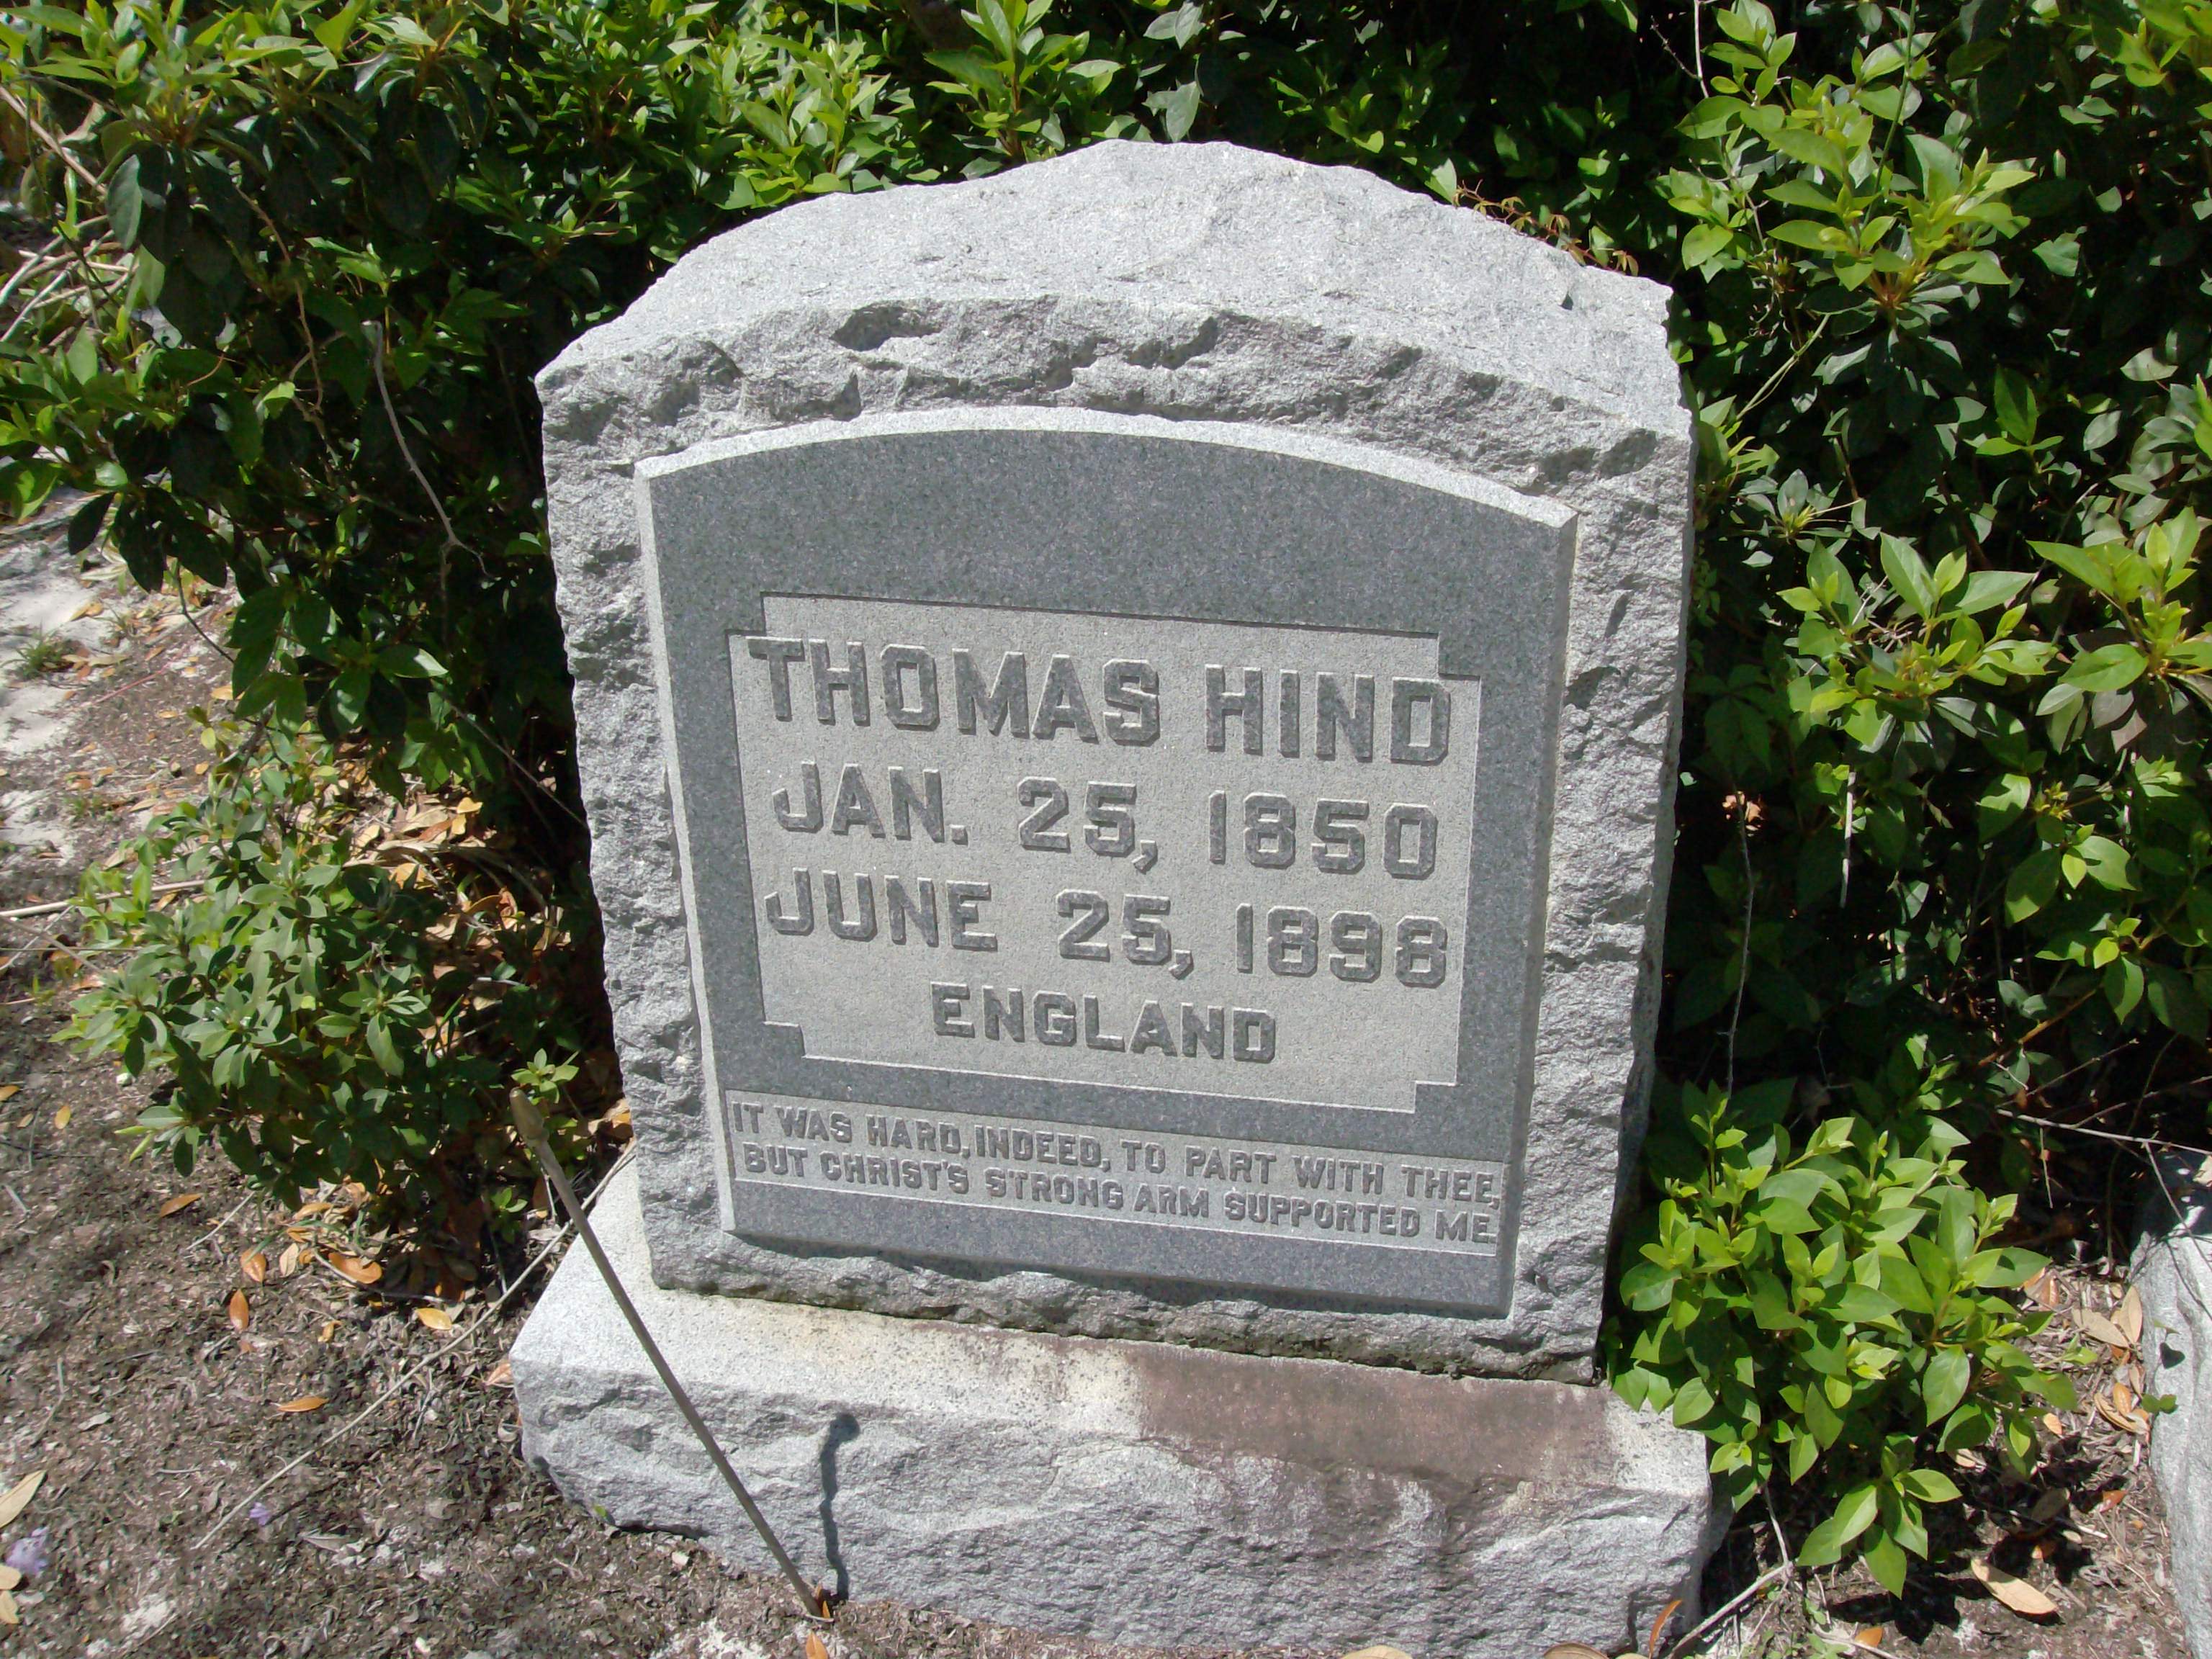 THOMAS HIND
JAN. 25, 1850
JUNE 25, 1898
ENGLAND
IT WAS HARD, INDEED, TO PART WITH THEE,
BUT CHRIST'S STRONG ARM SUPPORTED ME.